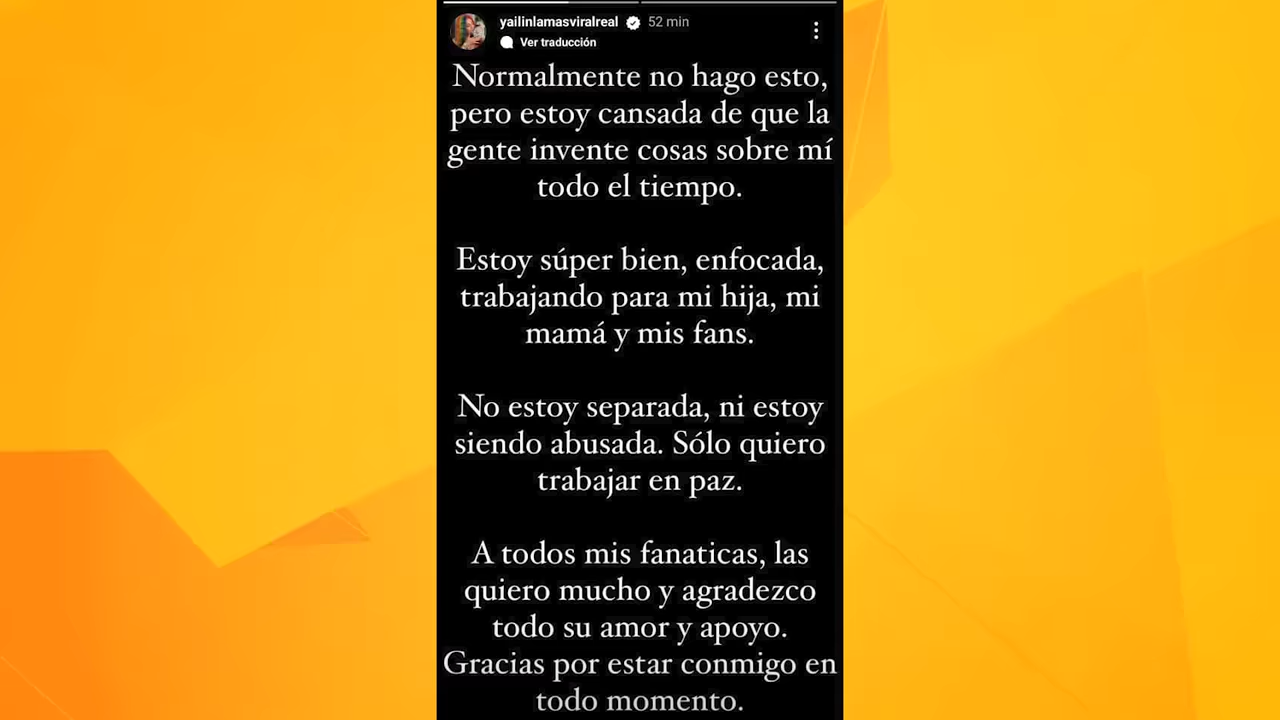 yailinlamasviralreal 52 min
Ver traducción
Normalmente no hago esto,
pero estoy cansada de que la
gente invente cosas sobre mí
todo el tiempo.
Estoy súper bien, enfocada,
trabajando para mi hija, mi
mamá y mis fans.
No estoy separada, ni estoy
siendo abusada. Sólo quiero
trabajar en paz.
A todos mis fanaticas, las
quiero mucho y agradezco
todo su amor y apoyo.
Gracias por estar conmigo en
todo momento.